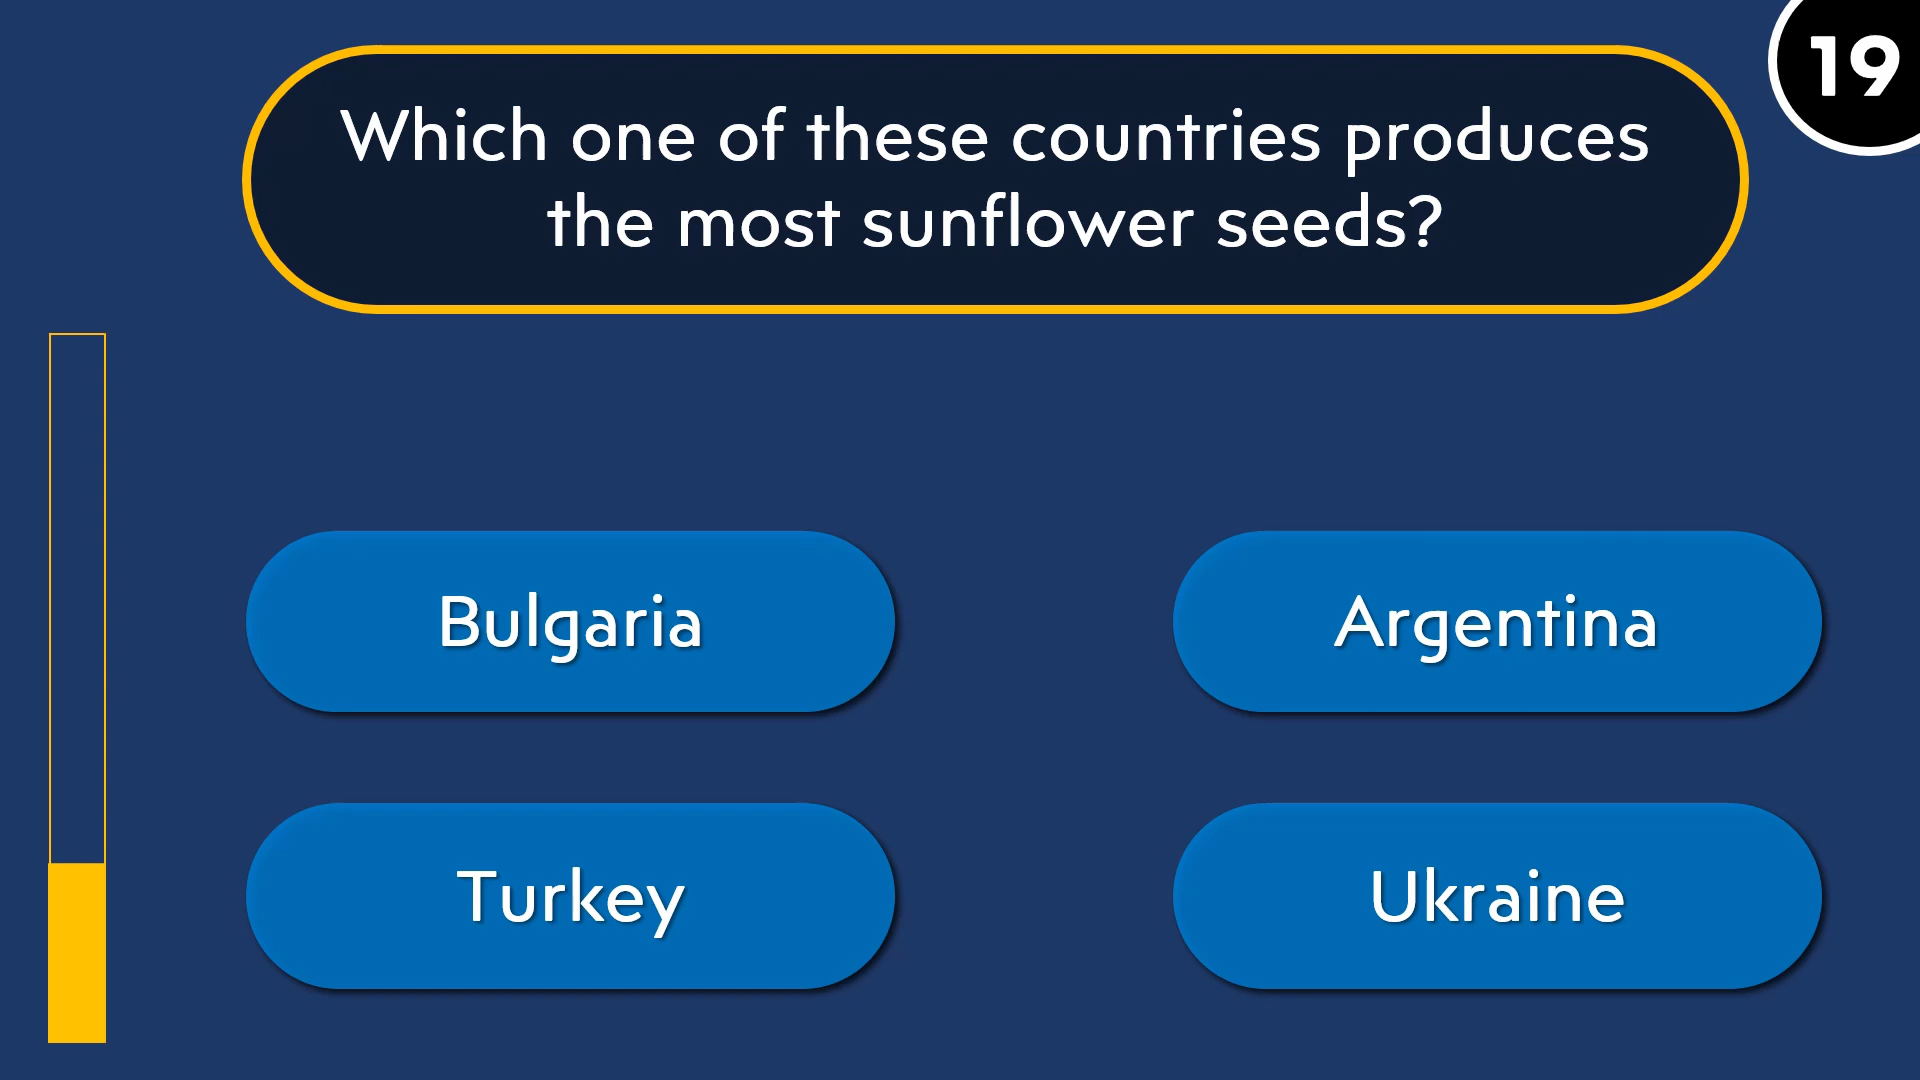 19
Which one of these countries produces
the most sunflower seeds?
Bulgaria
Argentina
Turkey
Ukraine